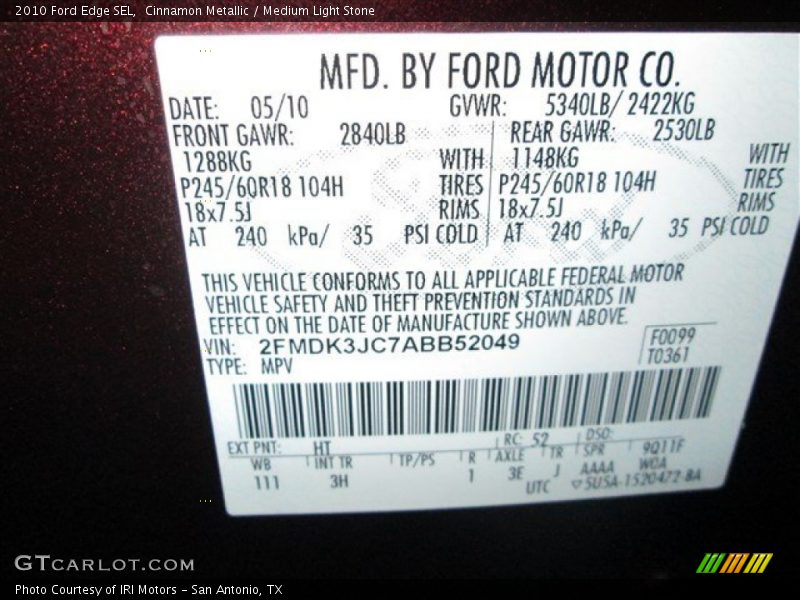 2010 Ford Edge SEL,  Cinnamon Metallic / Medium Light Stone
MFD. BY FORD MOTOR CO.
DATE: 05/10 GVWR: 5340LB/ 2422KG
FRONT GAWR: 2840LB REAR GAWR: 2530LB
1288KG WITH 1148KG WITH
P245/60R18 104H TIRES P245/60R18 104H TIRES
18x7.5J RIMS 18x7.5J RIMS
AT 240 kPa/ 35 PSI COLD AT 240 kPa/ 35 PSI COLD
THIS VEHICLE CONFORMS TO ALL APPLICABLE FEDERAL MOTOR
VEHICLE SAFETY AND THEFT PREVENTION STANDARDS IN
EFFECT ON THE DATE OF MANUFACTURE SHOWN ABOVE.
VIN: 2FMDK3JC7ABB52049 F0099
TYPE: MPV T0361
EXT PNT: HT RC: 52 DSO: 9Q11F
WB INT TR TP/PS R AXLE TR SPR WCA
111 3H 1 3E J AAAA
UTC 5U5A-1520472-BA
GTCARLOT.COM
Photo Courtesy of IRI Motors – San Antonio, TX